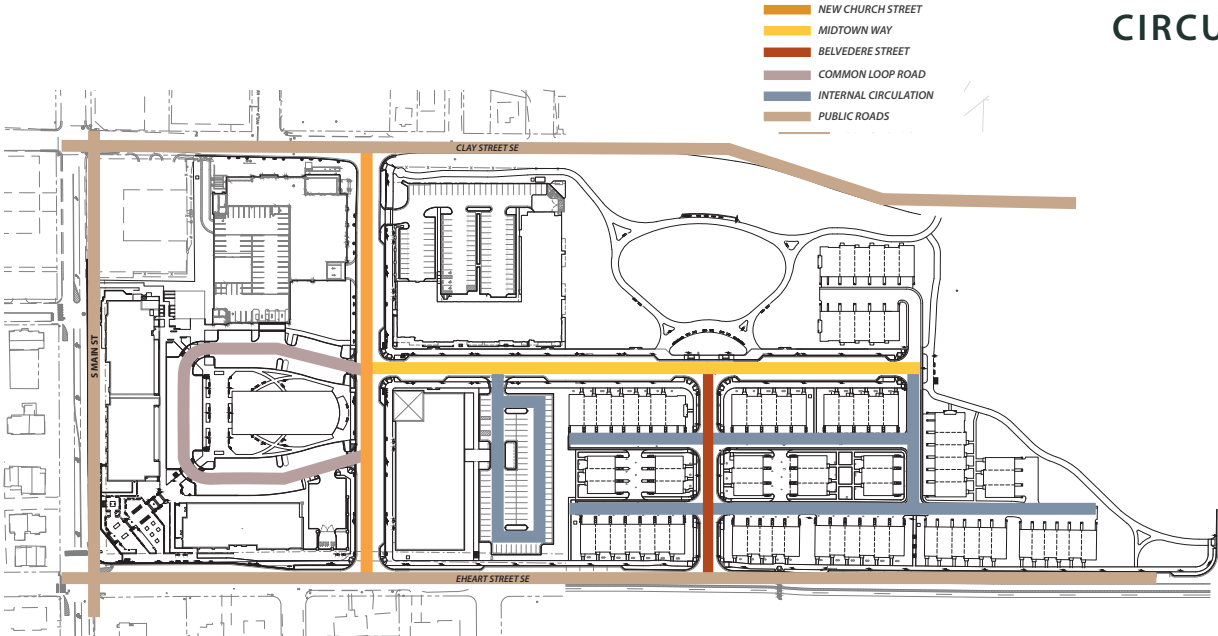 NEW CHURCH STREET
CIRCU
MIDTOWN WAY
BELVEDERE STREET
COMMON LOOP ROAD
INTERNAL CIRCULATION
PUBLIC ROADS
CLAY STREET SE
S MAIN ST
EHEART STREET SE